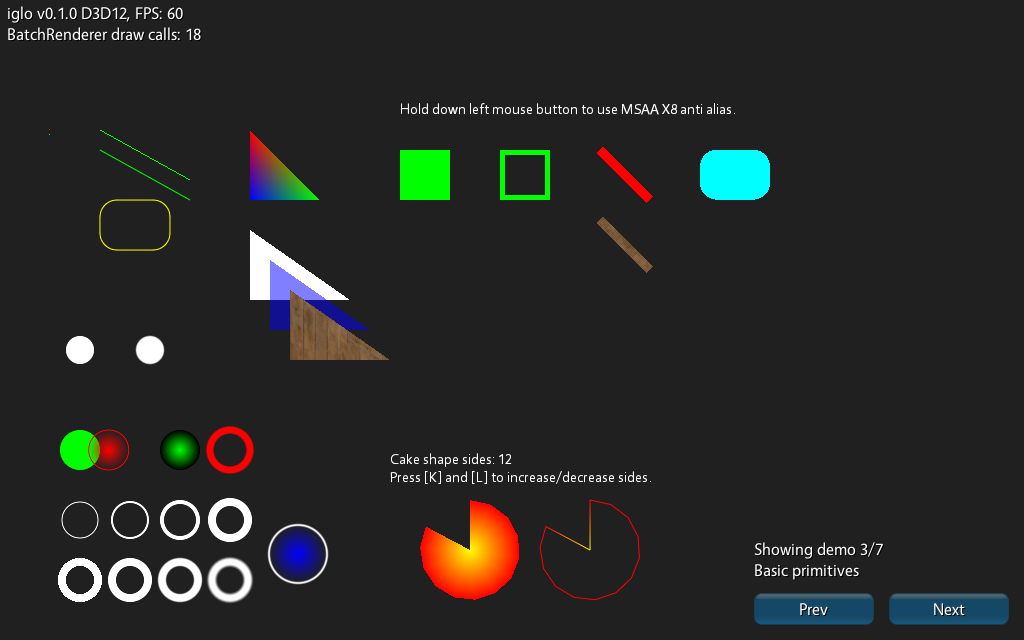 iglo v0.1.0 D3D12, FPS: 60
BatchRenderer draw calls: 18
Hold down left mouse button to use MSAA X8 anti alias.
Cake shape sides: 12
Press [K] and [L] to increase/decrease sides.
Showing demo 3/7
Basic primitives
Prev
Next